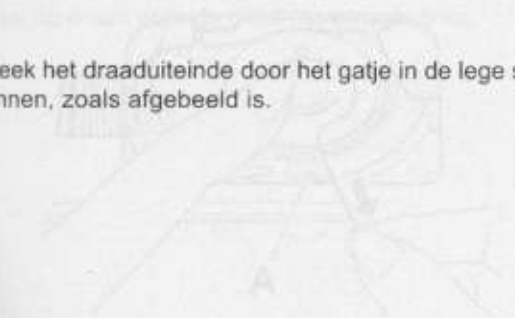 eek het draaduiteinde door het gatje in de lege s
nnen, zoals afgebeeld is.